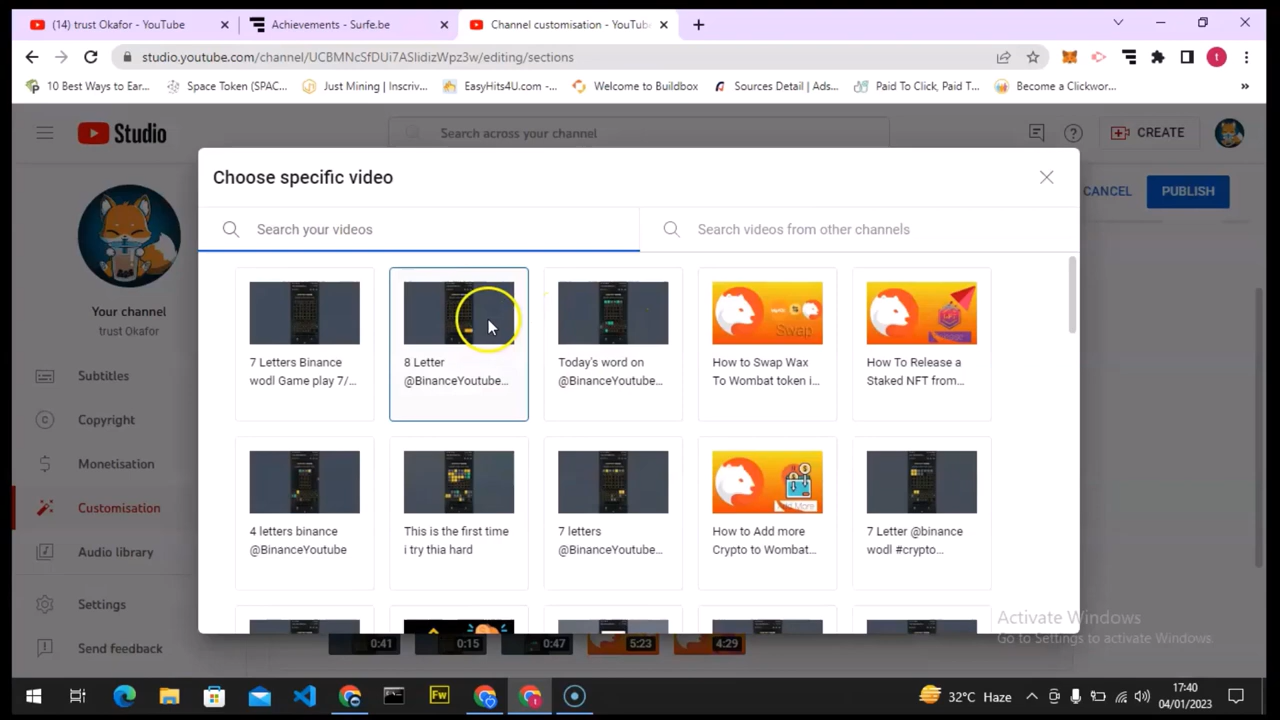 (14) trust Okafor - YouTube
Achievements - Surfe.be
Channel customisation - YouTube
studio.youtube.com/channel/UCBMNcSfDUi7ASlidizWpz3w/editing/sections
t
10 Best Ways to Ear...
Space Token (SPAC...
Just Mining | Inscriv...
EasyHits4U.com -...
Welcome to Buildbox
Sources Detail | Ads...
Paid To Click, Paid T...
Become a Clickwor...
»
Studio
Search across your channel
CREATE
Choose specific video
CANCEL
PUBLISH
Search your videos
Search videos from other channels
Your channel
trust Okafor
7 Letters Binance
wodl Game play 7/...
8 Letter
@BinanceYoutube...
Today's word on
@BinanceYoutube...
How to Swap Wax
To Wombat token i...
How To Release a
Staked NFT from...
Subtitles
Copyright
Monetisation
Customisation
Audio library
Settings
Send feedback
4 letters binance
@BinanceYoutube
This is the first time
i try thia hard
7 letters
@BinanceYoutube...
How to Add more
Crypto to Wombat...
7 Letter @binance
wodl #crypto...
Activate Windows
Go to Settings to activate Windows.
0:41
0:15
0:47
5:23
4:29
Fw
32°C Haze
17:40
04/01/2023